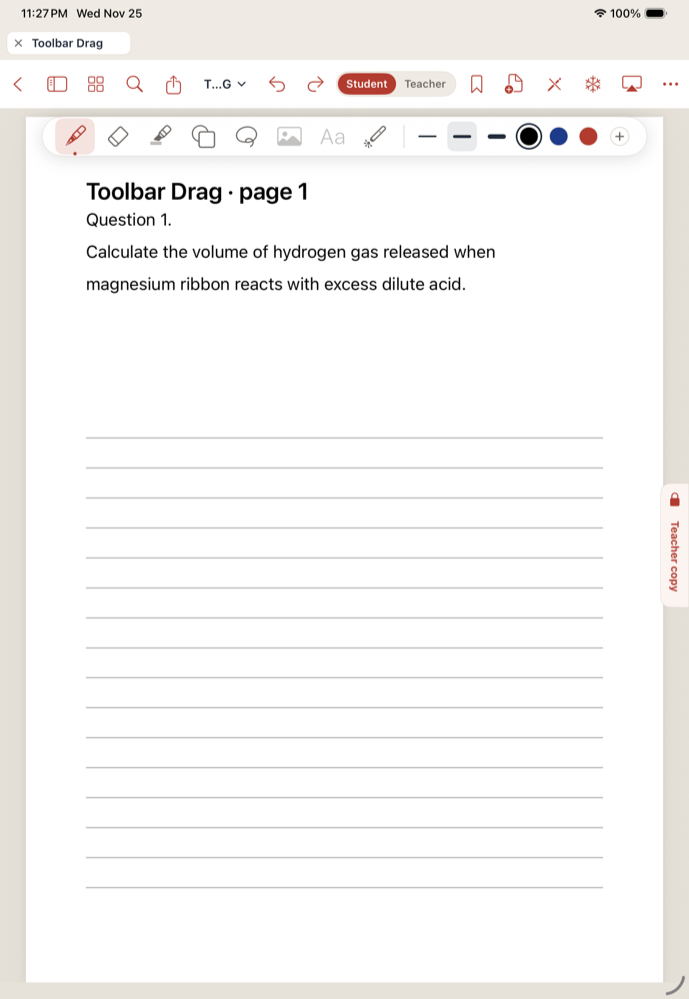 11:27 PM Wed Nov 25
100%
Toolbar Drag
T...G
Student
Teacher
Aa
Toolbar Drag · page 1
Question 1.
Calculate the volume of hydrogen gas released when
magnesium ribbon reacts with excess dilute acid.
Teacher copy